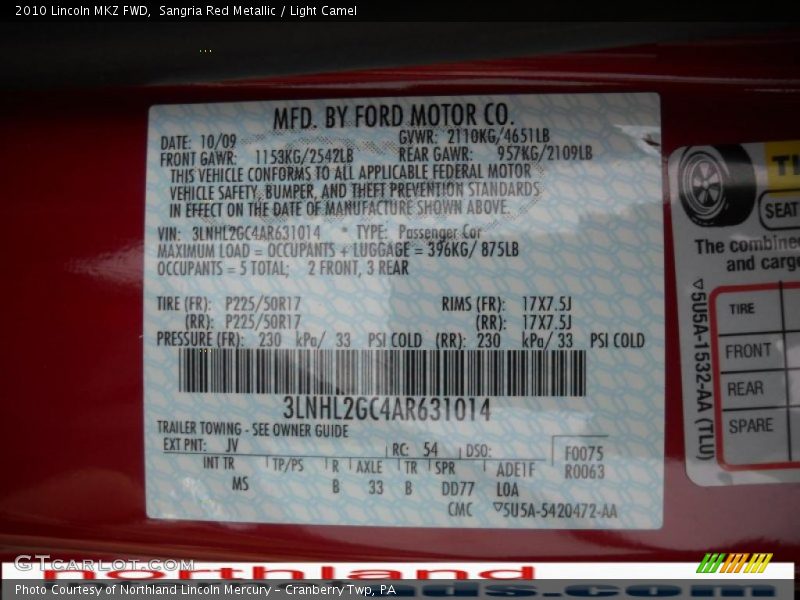 2010 Lincoln MKZ FWD,  Sangria Red Metallic / Light Camel
MFD. BY FORD MOTOR CO.
DATE: 10/09 GVWR: 2110KG/4651LB
FRONT GAWR: 1153KG/2542LB REAR GAWR: 957KG/2109LB
THIS VEHICLE CONFORMS TO ALL APPLICABLE FEDERAL MOTOR
VEHICLE SAFETY, BUMPER, AND THEFT PREVENTION STANDARDS
IN EFFECT ON THE DATE OF MANUFACTURE SHOWN ABOVE.
VIN: 3LNHL2GC4AR631014 * TYPE: Passenger Car
MAXIMUM LOAD = OCCUPANTS + LUGGAGE = 396KG/ 875LB
OCCUPANTS = 5 TOTAL; 2 FRONT, 3 REAR
TIRE (FR): P225/50R17 RIMS (FR): 17X7.5J
(RR): P225/50R17 (RR): 17X7.5J
PRESSURE (FR): 230 kPa/ 33 PSI COLD (RR): 230 kPa/ 33 PSI COLD
3LNHL2GC4AR631014
TRAILER TOWING - SEE OWNER GUIDE
EXT PNT: JV RC: 54 DSO: F0075
INT TR TP/PS R AXLE TR SPR ADE1F R0063
MS B 33 B DD77 LOA
CMC ▽5U5A-5420472-AA
TI
SEAT
The combine
and carg
▽5U5A-1532-AA (TLU)
TIRE
FRONT
REAR
SPARE
GTCarLot.com
northland
ds.com
Photo Courtesy of Northland Lincoln Mercury - Cranberry Twp, PA